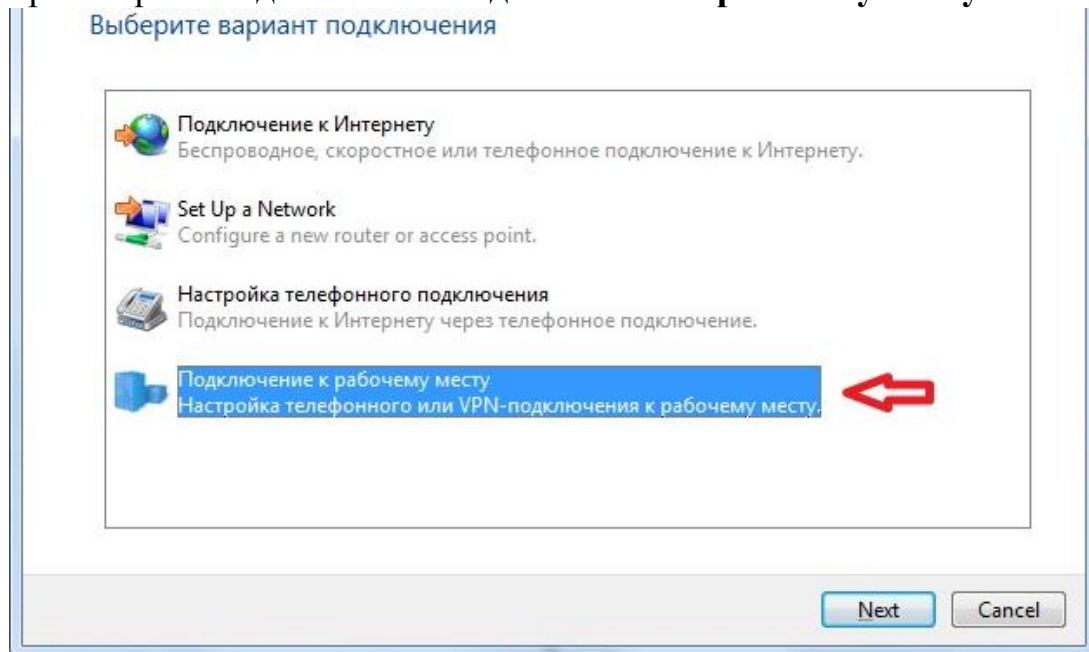 Выберите вариант подключения
Подключение к Интернету
Беспроводное, скоростное или телефонное подключение к Интернету.
Set Up a Network
Configure a new router or access point.
Настройка телефонного подключения
Подключение к Интернету через телефонное подключение.
Подключение к рабочему месту
Настройка телефонного или VPN-подключения к рабочему месту.
Next
Cancel